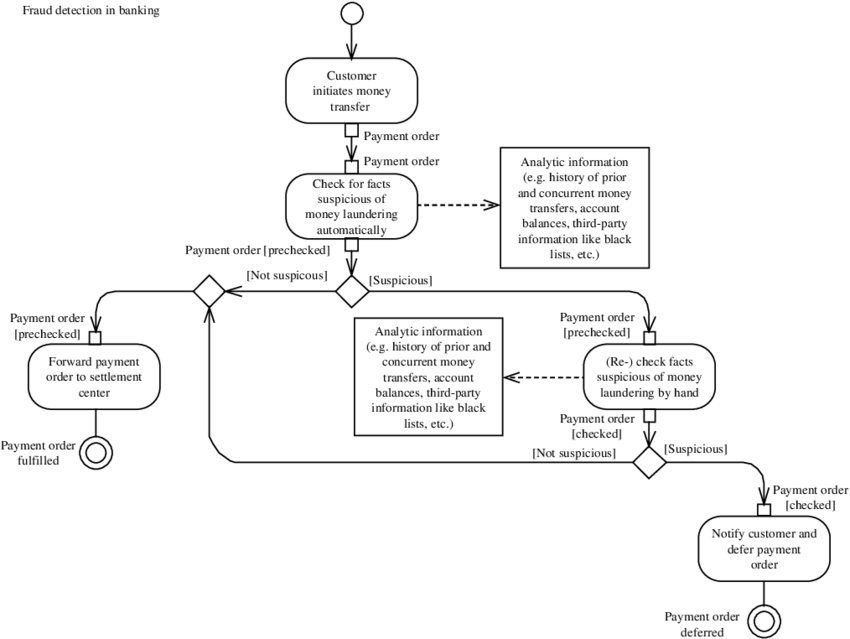 Fraud detection in banking
Customer
initiates money
transfer
Payment order
Payment order
Check for facts
suspicious of
money laundering
automatically
Analytic information
(e.g. history of prior
and concurrent money
transfers, account
balances, third-party
information like black
lists, etc.)
Payment order [prechecked]
[Not suspicous]
[Suspicious]
Payment order
[prechecked]
Forward payment
order to settlement
center
Payment order
fulfilled
Analytic information
(e.g. history of prior and
concurrent money
transfers, account
balances, third-party
information like black
lists, etc.)
Payment order
[prechecked]
(Re-) check facts
suspicious of money
laundering by hand
Payment order
[checked]
[Not suspicious]
[Suspicious]
Payment order
[checked]
Notify customer and
defer payment
order
Payment order
deferred